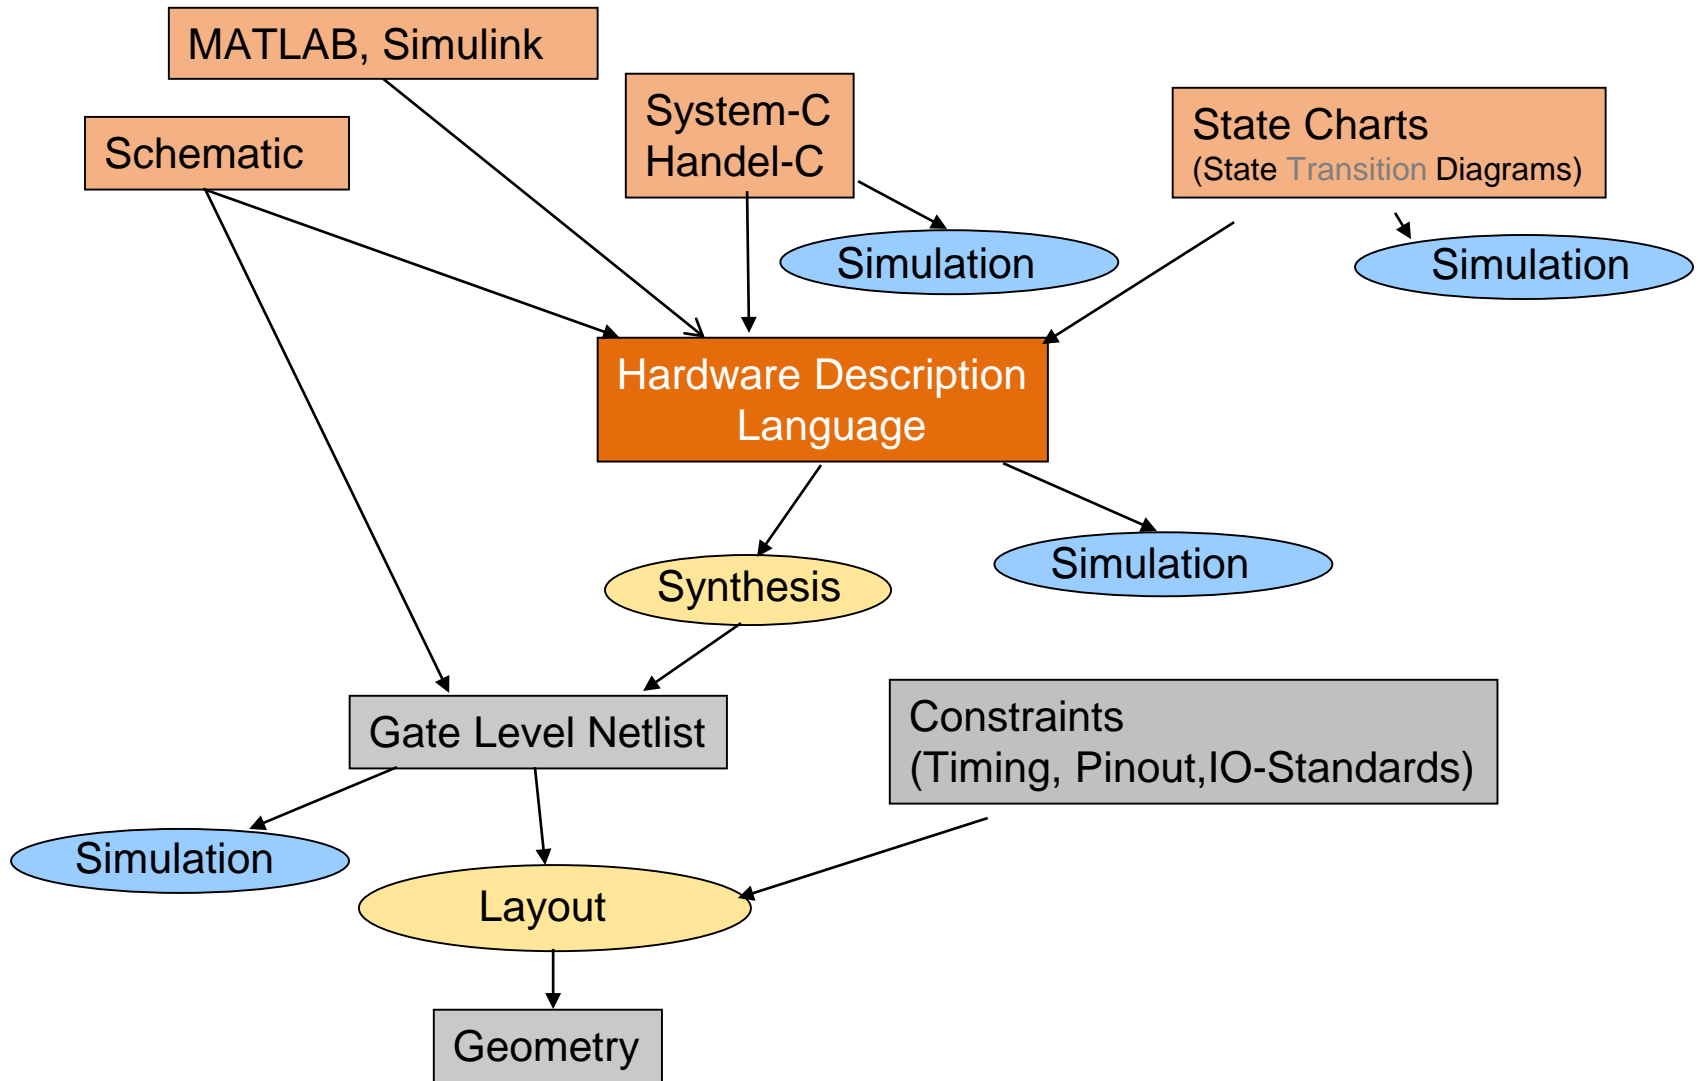 MATLAB, Simulink
System-C
Handel-C
State Charts
(State Transition Diagrams)
Schematic
Simulation
Simulation
Hardware Description
Language
Synthesis
Simulation
Gate Level Netlist
Constraints
(Timing, Pinout,IO-Standards)
Simulation
Layout
Geometry